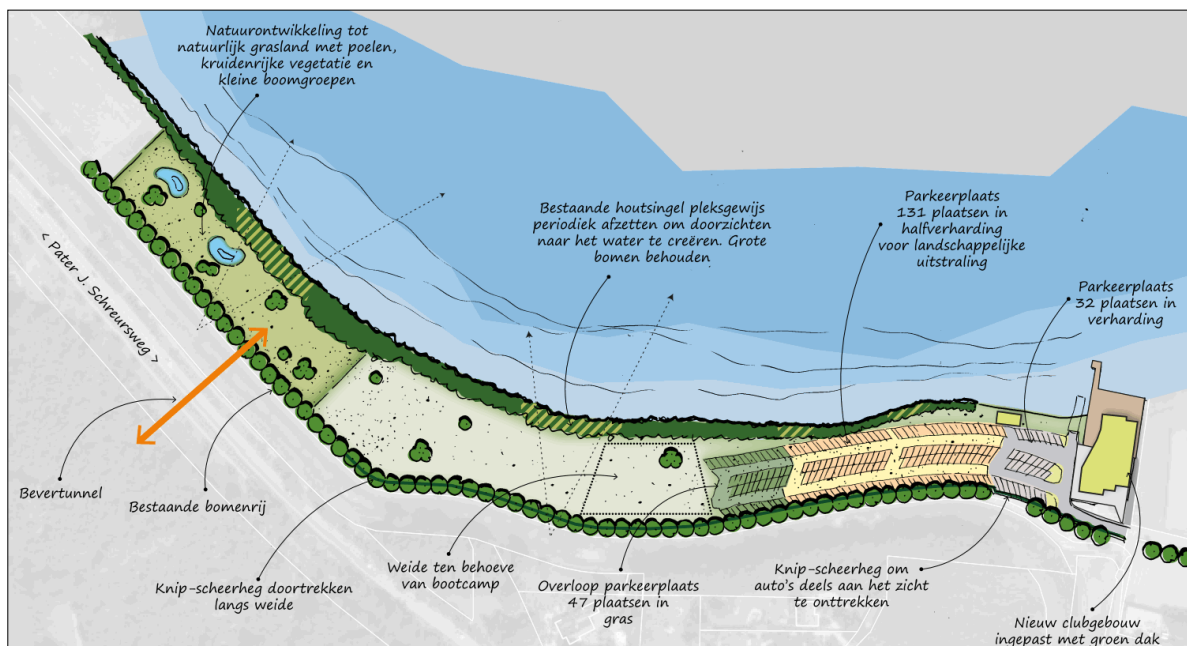 Natuurontwikkeling tot
natuurlijk grasland met poelen,
kruidenrijke vegetatie en
kleine boomgroepen
Bestaande houtsingel pleksgewijs
periodiek afzetten om doorzichten
naar het water te creëren. Grote
bomen behouden
Parkeerplaats
131 plaatsen in
halfverharding
voor landschappelijke
uitstraling
Parkeerplaats
32 plaatsen in
verharding
< Pater J. Schreursweg >
Bevertunnel
Bestaande bomenrij
Knip-scheerheg doortrekken
langs weide
Weide ten behoeve
van bootcamp
Overloop parkeerplaats
47 plaatsen in
gras
Knip-scheerheg om
auto's deels aan het zicht
te onttrekken
Nieuw clubgebouw
ingepast met groen dak